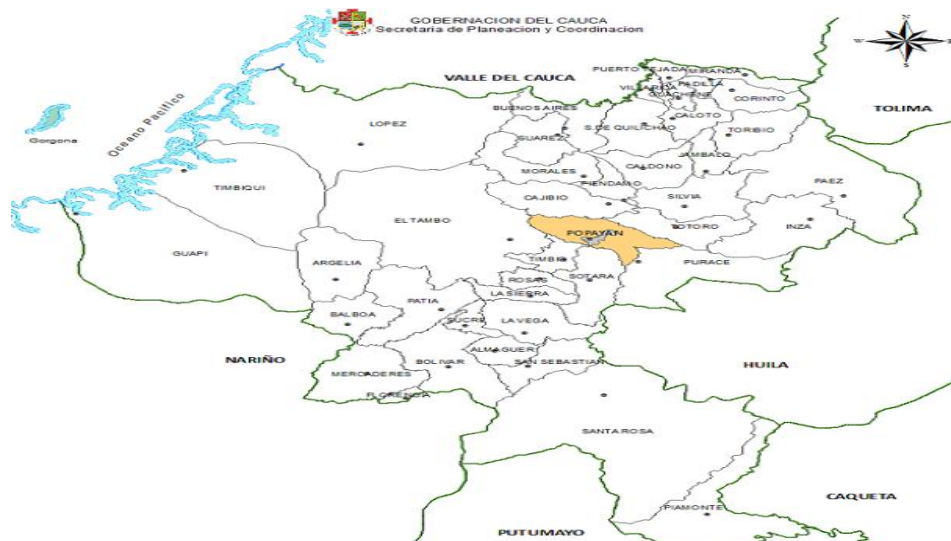 GOBERNACION DEL CAUCA
Secretaria de Planeacion y Coordinacion
N
W
E
S
VALLE DEL CAUCA
PUERTO TEJADA
MIRANDA
PADILLA
VILLARICA
GUACHENE
CORINTO
TOLIMA
BUENOS AIRES
CALOTO
Gorgona
Oceano Pacifico
LOPEZ
SUAREZ
S.DE QUILICHAO
TORIBIO
JAMBALO
MORALES
CALDONO
PAEZ
TIMBIQUI
PIENDAMO
CAJIBIO
SILVIA
EL TAMBO
POPAYAN
TOTORO
INZA
GUAPI
ARGELIA
TIMBIO
PURACE
ROSAS
SOTARA
LA SIERRA
PATIA
BALBOA
SUCRE
LA VEGA
NARIÑO
ALMAGUER
BOLIVAR
SAN SEBASTIAN
HUILA
MERCADERES
FLORENCIA
SANTA ROSA
CAQUETA
PIAMONTE
PUTUMAYO